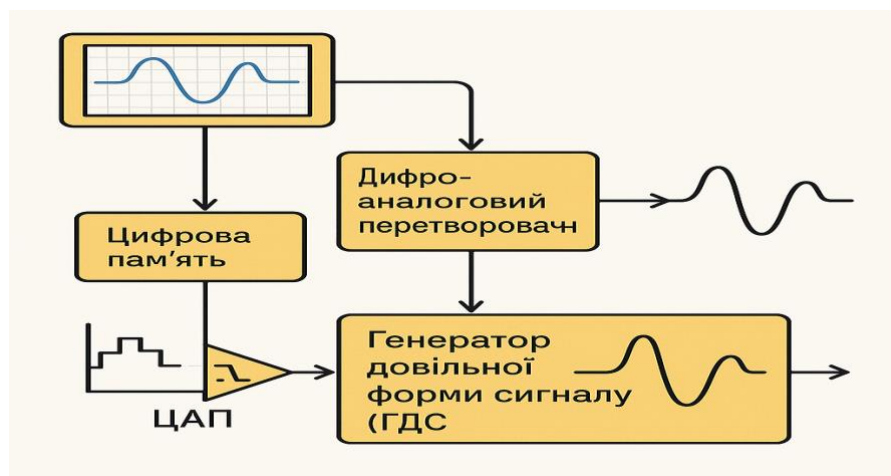 Дифро-
аналоговий
перетворовачн
Цифрова
пам'ять
Генератор
довільної
форми сигналу
(ГДС
ЦАП